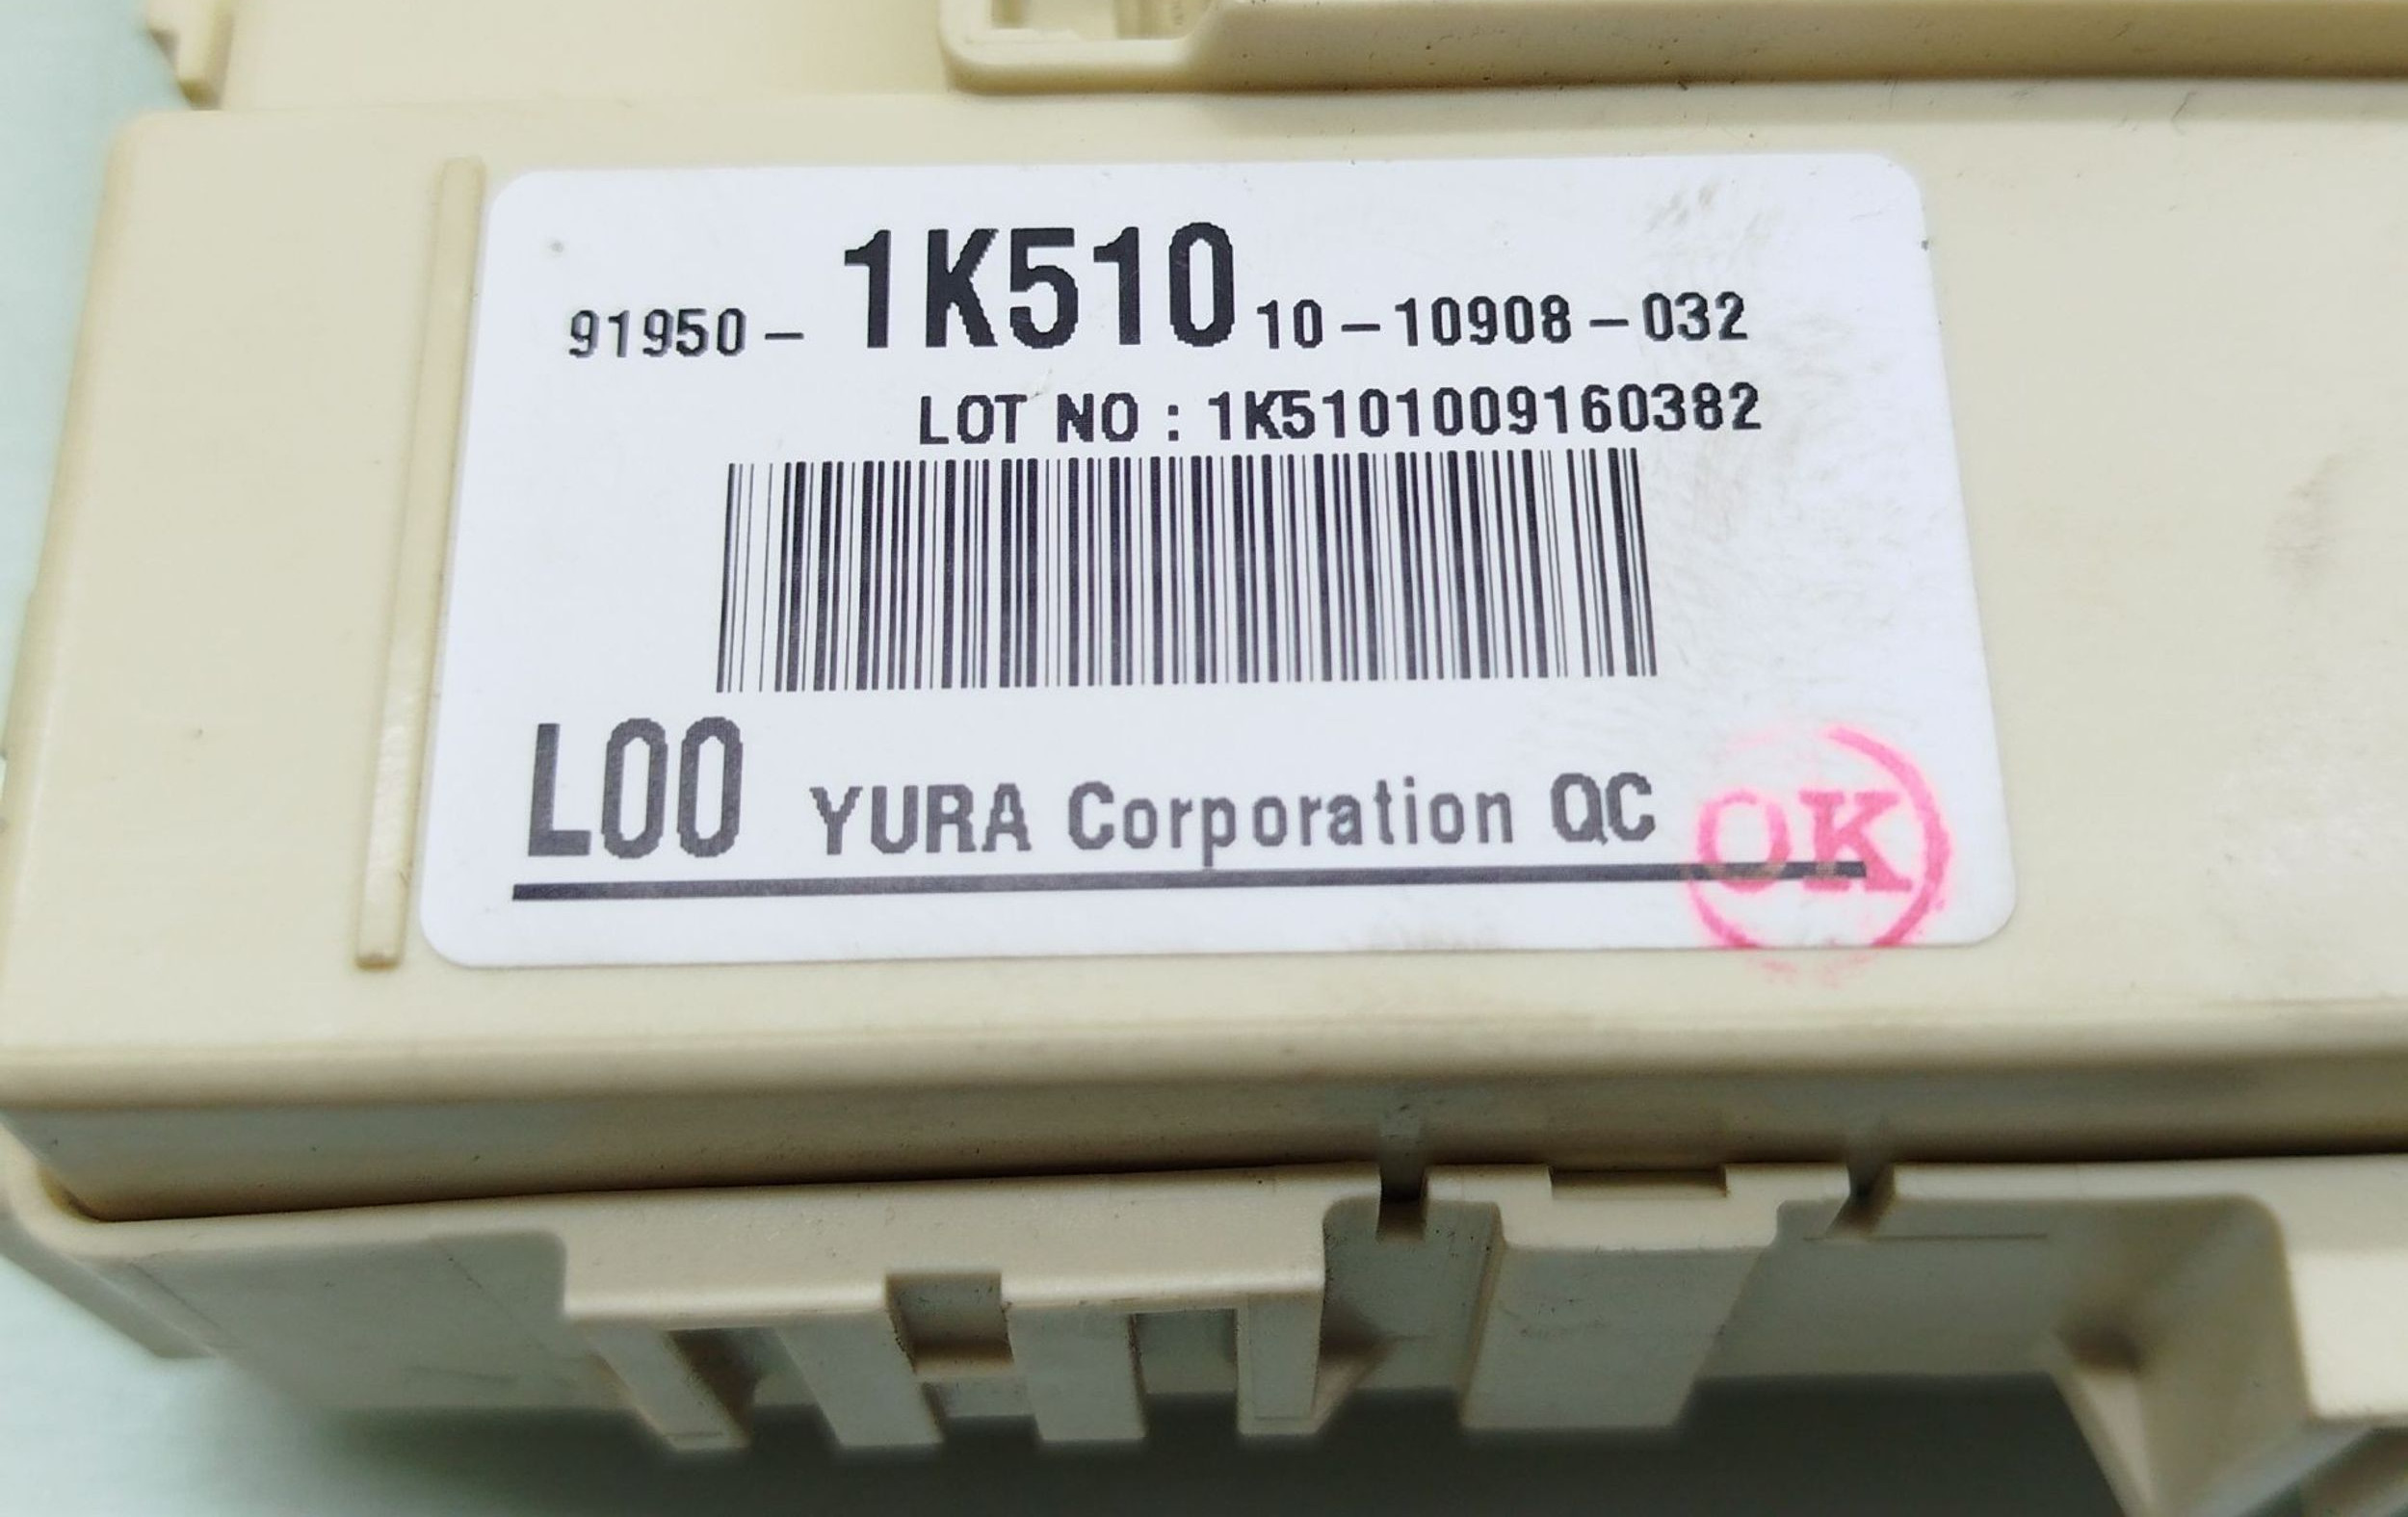 91950-1K510 10-10908-032
LOT NO : 1K5101009160382
L00 YURA Corporation QC
OK